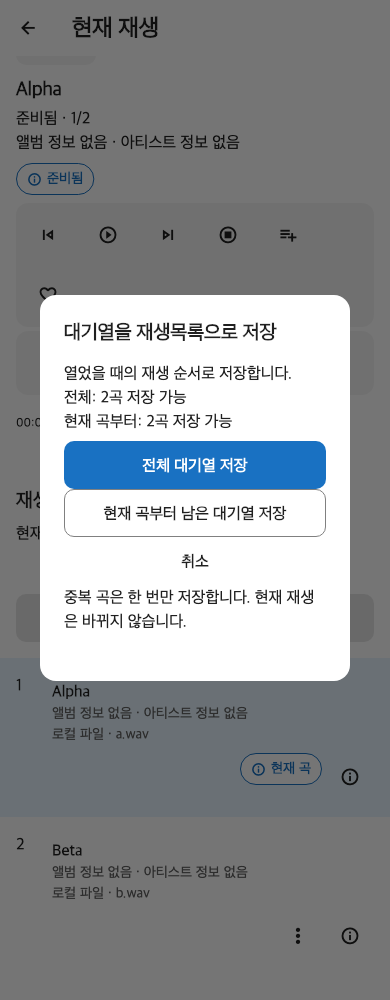 현재 재생
Alpha
준비됨 · 1/2
앨범 정보 없음 · 아티스트 정보 없음
준비됨
대기열을 재생목록으로 저장
열었을 때의 재생 순서로 저장합니다.
전체: 2곡 저장 가능
현재 곡부터: 2곡 저장 가능
전체 대기열 저장
현재 곡부터 남은 대기열 저장
취소
중복 곡은 한 번만 저장합니다. 현재 재생
은 바뀌지 않습니다.
1
Alpha
앨범 정보 없음 · 아티스트 정보 없음
로컬 파일 · a.wav
현재 곡
2
Beta
앨범 정보 없음 · 아티스트 정보 없음
로컬 파일 · b.wav